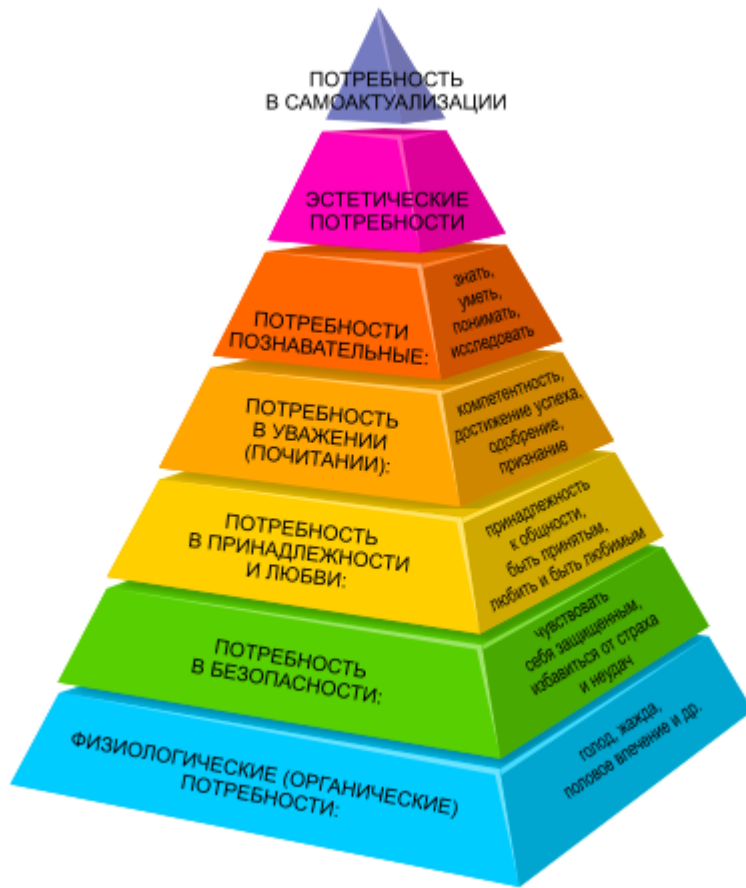 ПОТРЕБНОСТЬ
В САМОАКТУАЛИЗАЦИИ
ЭСТЕТИЧЕСКИЕ
ПОТРЕБНОСТИ
ПОТРЕБНОСТИ
ПОЗНАВАТЕЛЬНЫЕ:
знать,
уметь,
понимать,
исследовать
ПОТРЕБНОСТЬ
В УВАЖЕНИИ
(ПОЧИТАНИИ):
компетентность,
достижение успеха,
одобрение,
признание
ПОТРЕБНОСТЬ
В ПРИНАДЛЕЖНОСТИ
И ЛЮБВИ:
принадлежность
к общности,
быть принятым,
любить и быть любимым
ПОТРЕБНОСТЬ
В БЕЗОПАСНОСТИ:
чувствовать
себя защищенным,
избавиться от страха
и неудач
ФИЗИОЛОГИЧЕСКИЕ (ОРГАНИЧЕСКИЕ)
ПОТРЕБНОСТИ:
голод, жажда,
половое влечение и др.